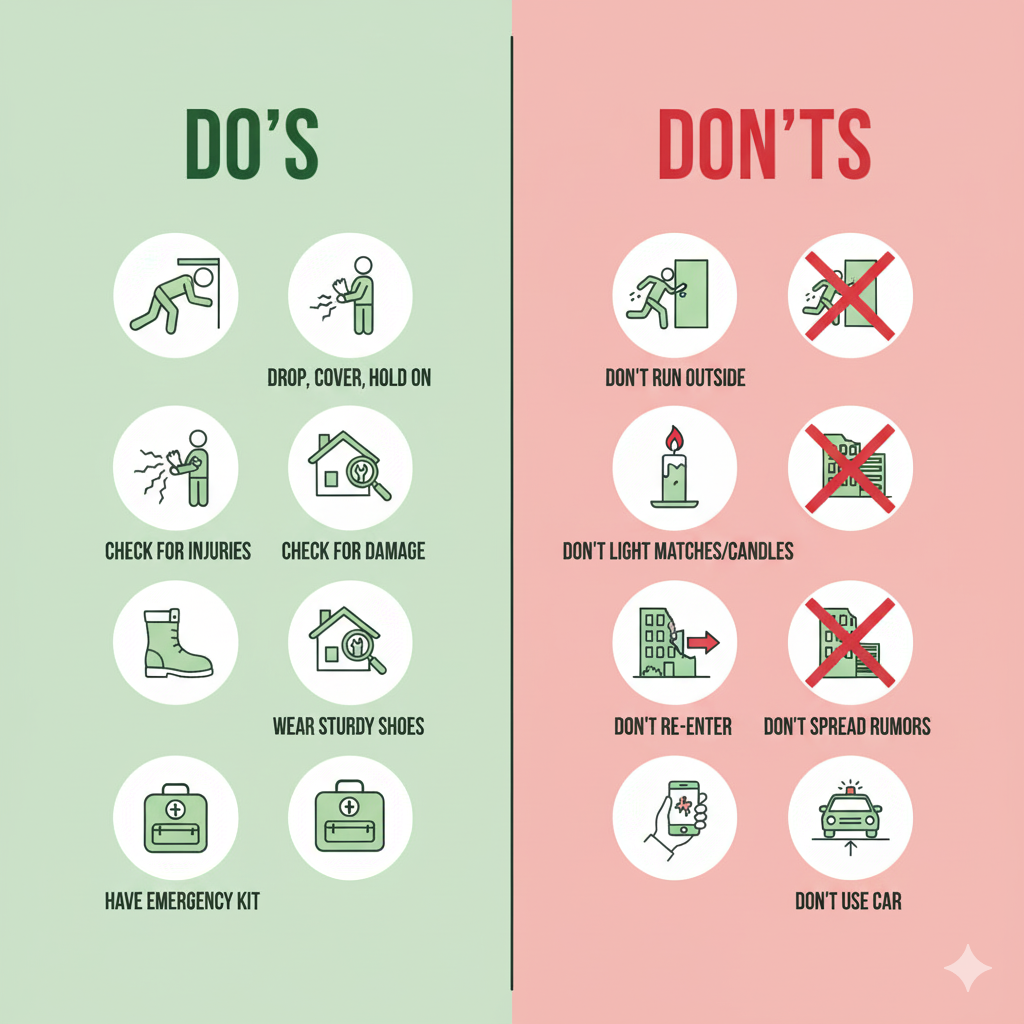 DO'S
DROP, COVER, HOLD ON
CHECK FOR INJURIES
CHECK FOR DAMAGE
WEAR STURDY SHOES
HAVE EMERGENCY KIT
DON'TS
DON'T RUN OUTSIDE
DON'T LIGHT MATCHES/CANDLES
DON'T RE-ENTER
DON'T SPREAD RUMORS
DON'T USE CAR